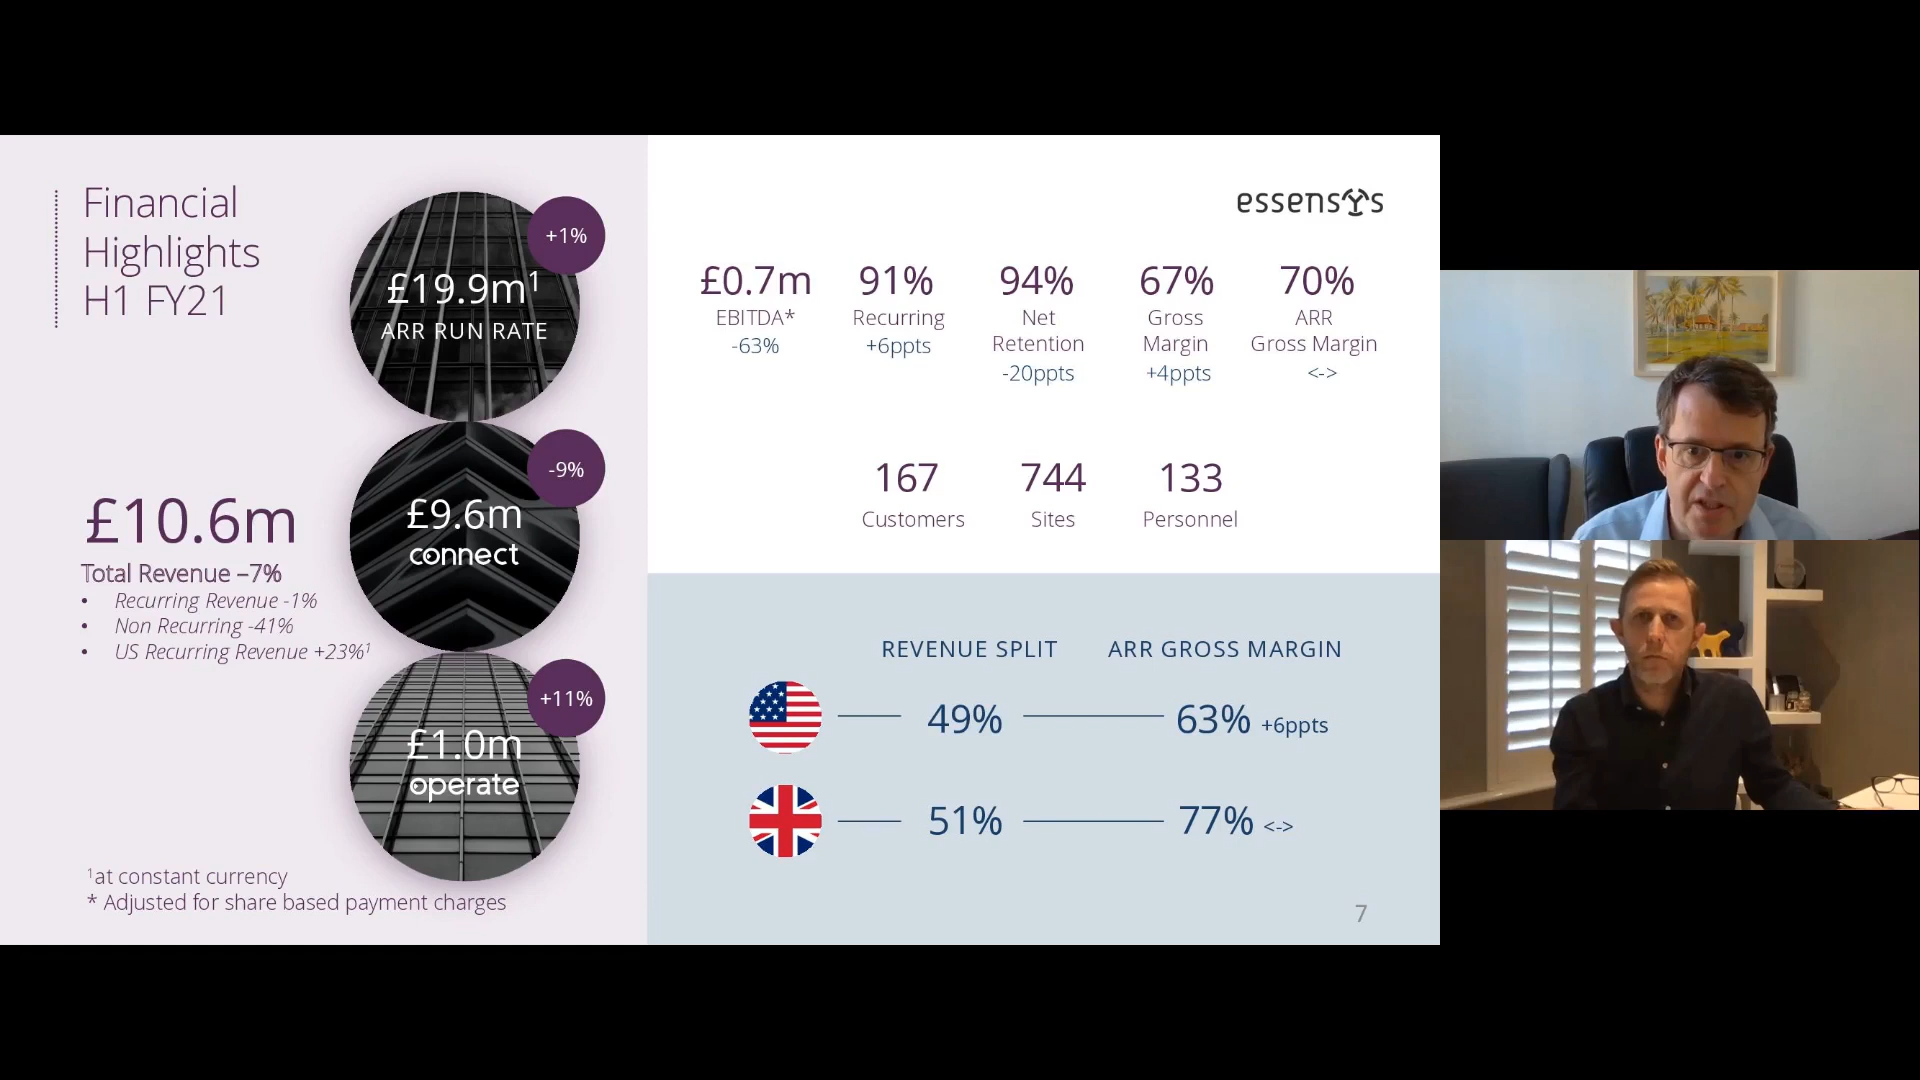 Financial
Highlights
H1 FY21
£19.9m¹
ARR RUN RATE
+1%
£9.6m
connect
-9%
£1.0m
operate
+11%
£10.6m
Total Revenue –7%
• Recurring Revenue -1%
• Non Recurring -41%
• US Recurring Revenue +23%¹
¹at constant currency
* Adjusted for share based payment charges
essensys
£0.7m
EBITDA*
-63%
91%
Recurring
+6ppts
94%
Net
Retention
-20ppts
67%
Gross
Margin
+4ppts
70%
ARR
Gross Margin
<->
167
Customers
744
Sites
133
Personnel
REVENUE SPLIT ARR GROSS MARGIN
49% 63% +6ppts
51% 77% <->
7